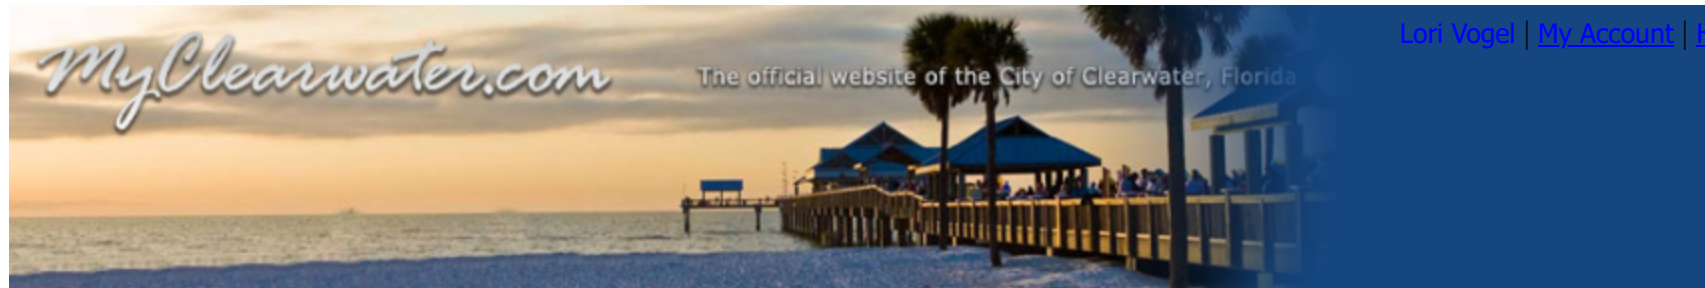 MyClearwater.com
The official website of the City of Clearwater, Florida
Lori Vogel | My Account | H